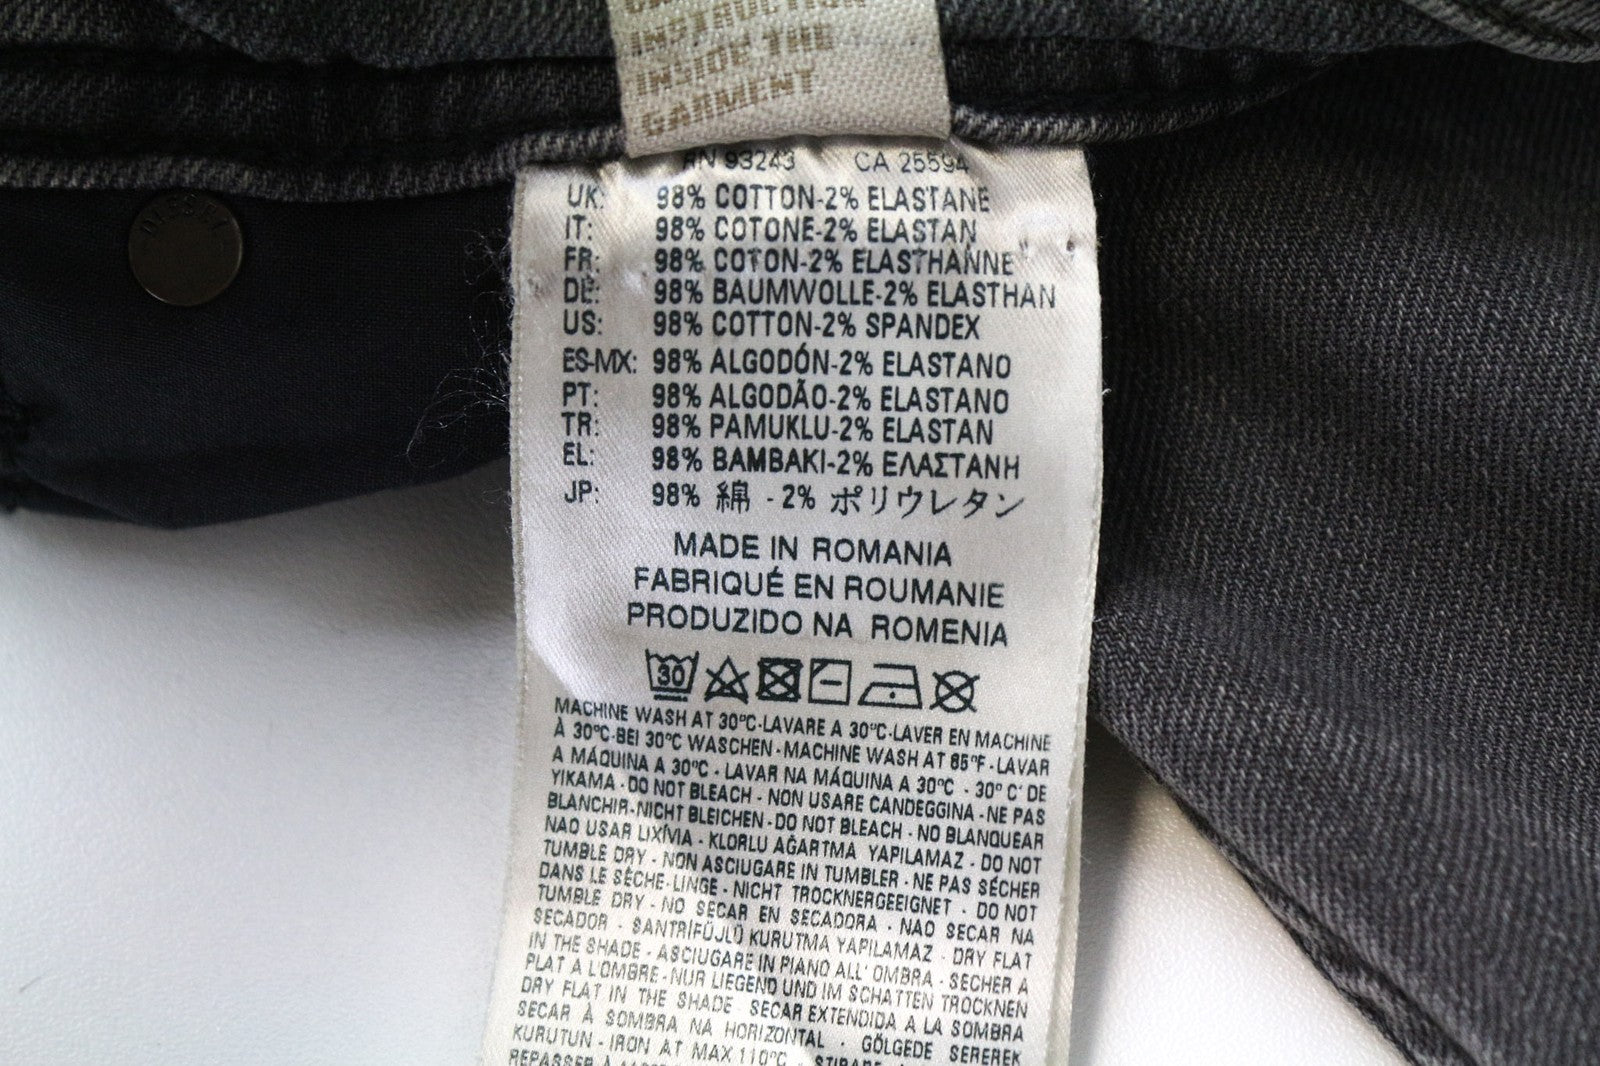 INSTRUCTION
INSIDE THE
GARMENT
DIESEL
RN 93243 CA 25594
UK: 98% COTTON-2% ELASTANE
IT: 98% COTONE-2% ELASTAN
FR: 98% COTON-2% ELASTHANNE
DE: 98% BAUMWOLLE-2% ELASTHAN
US: 98% COTTON-2% SPANDEX
ES-MX: 98% ALGODÓN-2% ELASTANO
PT: 98% ALGODÃO-2% ELASTANO
TR: 98% PAMUKLU-2% ELASTAN
EL: 98% BAMBAKI-2% ΕΛΑΣΤΑΝΗ
JP: 98% 綿 - 2% ポリウレタン
MADE IN ROMANIA
FABRIQUÉ EN ROUMANIE
PRODUZIDO NA ROMENIA
30
MACHINE WASH AT 30°C-LAVARE A 30°C-LAVER EN MACHINE
À 30°C-BEI 30°C WASCHEN-MACHINE WASH AT 85°F-LAVAR
A MÁQUINA A 30°C - LAVAR NA MÁQUINA A 30°C - 30° C' DE
YIKAMA-DO NOT BLEACH - NON USARE CANDEGGINA - NE PAS
BLANCHIR-NICHT BLEICHEN-DO NOT BLEACH - NO BLANQUEAR
NAO USAR LIXÍVIA - KLORLU AĞARTMA YAPILAMAZ - DO NOT
TUMBLE DRY - NON ASCIUGARE IN TUMBLER - NE PAS SÉCHER
DANS LE SÈCHE-LINGE - NICHT TROCKNERGEEIGNET - DO NOT
TUMBLE DRY - NO SECAR EN SECADORA - NAO SECAR NA
SECADOR - SANTRİFÜJLÜ KURUTMA YAPILAMAZ - DRY FLAT
IN THE SHADE - ASCIUGARE IN PIANO ALL' OMBRA - SÉCHER A
PLAT A L'OMBRE-NUR LIEGEND UND IM SCHATTEN TROCKNEN
DRY FLAT IN THE SHADE SECAR EXTENDIDA A LA SOMBRA
SECAR À SOMBRA NA HORIZONTAL - GÖLGEDE SEREREK
KURUTUN - IRON AT MAX 110°C - STIRARE
REPASSER À